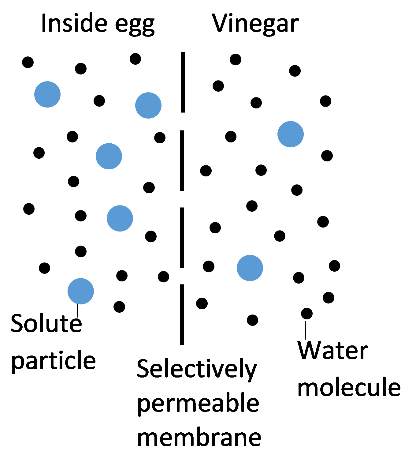 Inside egg
Vinegar
Solute
particle
Selectively
permeable
membrane
Water
molecule